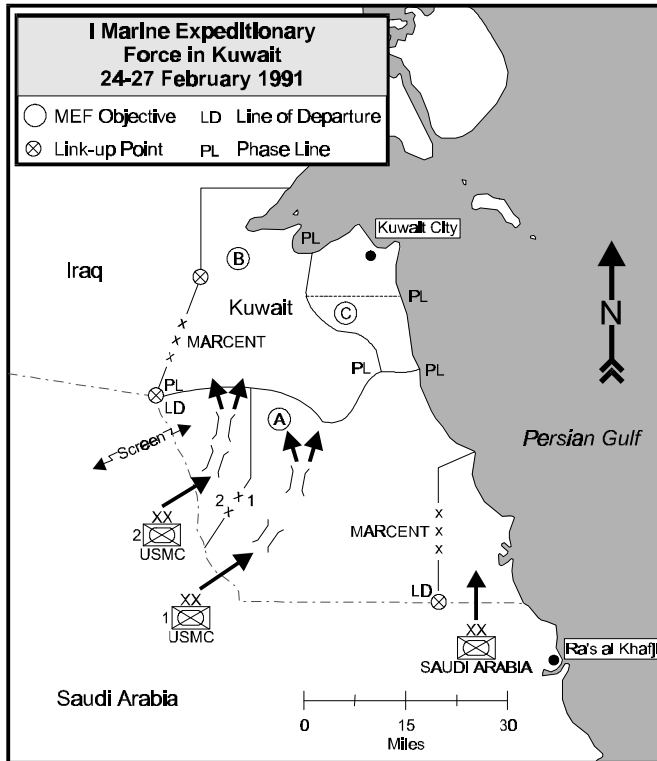 I Marine Expeditionary
Force in Kuwait
24-27 February 1991
MEF Objective LD Line of Departure
Link-up Point PL Phase Line
PL
Kuwait City
Iraq
B
Kuwait
PL
C
N
MARCENT
PL
PL
PL
LD
A
Screen
Persian Gulf
2 1
XX
2
USMC
MARCENT
LD
XX
1
USMC
XX
SAUDI ARABIA
Ra's al Khafji
Saudi Arabia
0 15 30
Miles